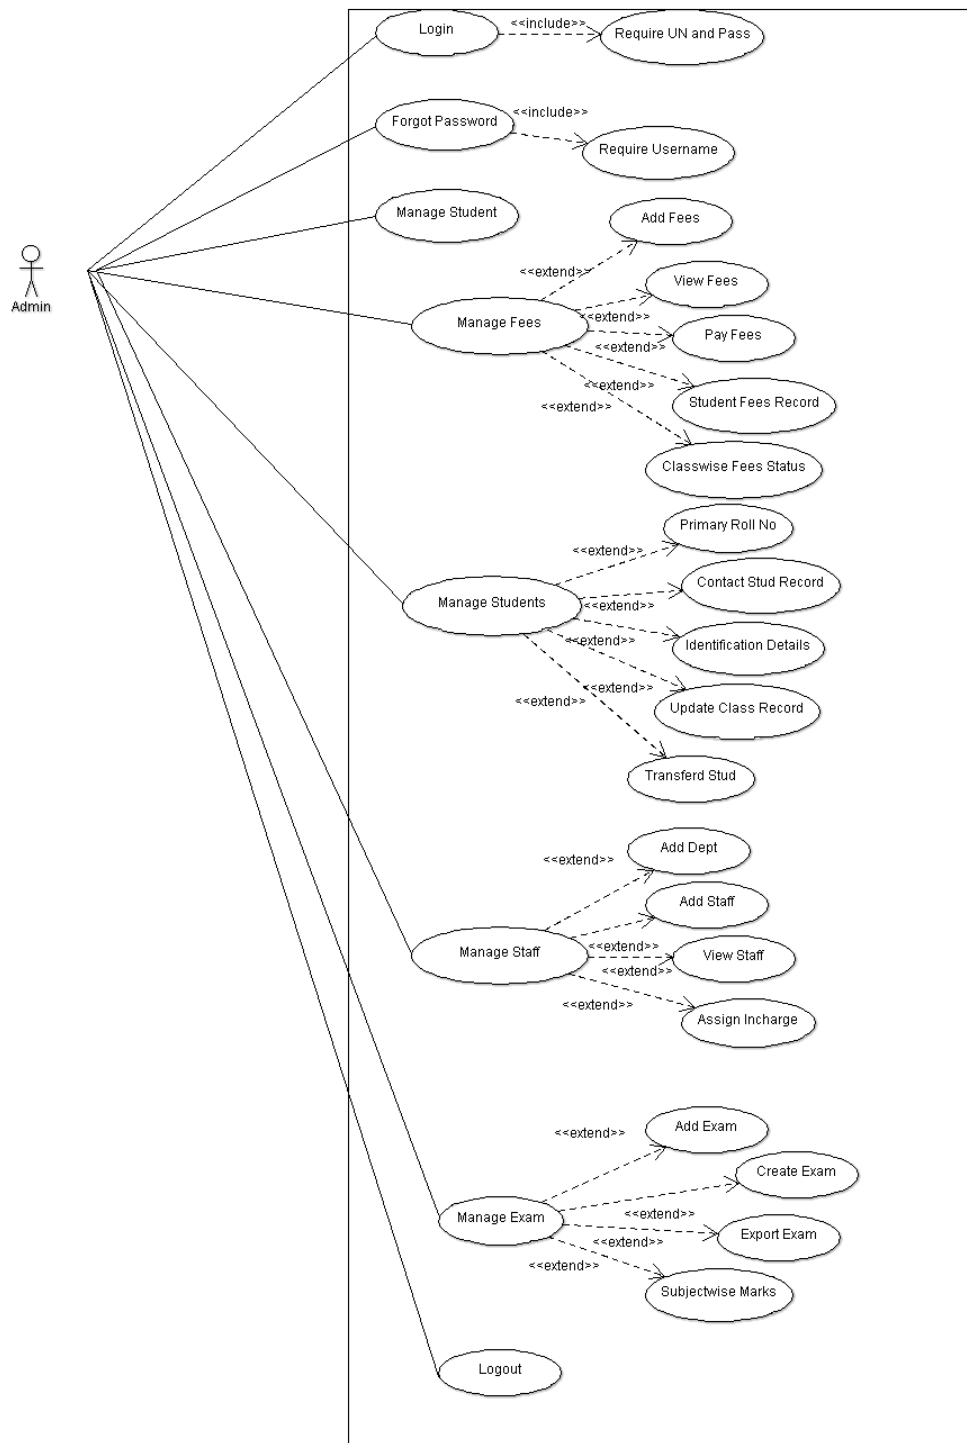 Login
<<include>>
Require UN and Pass
Forgot Password
<<include>>
Require Username
Manage Student
Add Fees
Admin
<<extend>>
View Fees
Manage Fees
<<extend>>
Pay Fees
<<extend>>
<<extend>>
Student Fees Record
<<extend>>
Classwise Fees Status
Primary Roll No
<<extend>>
Contact Stud Record
Manage Students
<<extend>>
<<extend>>
Identification Details
<<extend>>
<<extend>>
Update Class Record
Transferd Stud
Add Dept
<<extend>>
Add Staff
Manage Staff
<<extend>>
View Staff
<<extend>>
<<extend>>
Assign Incharge
Add Exam
<<extend>>
Create Exam
Manage Exam
<<extend>>
Export Exam
<<extend>>
<<extend>>
Subjectwise Marks
Logout